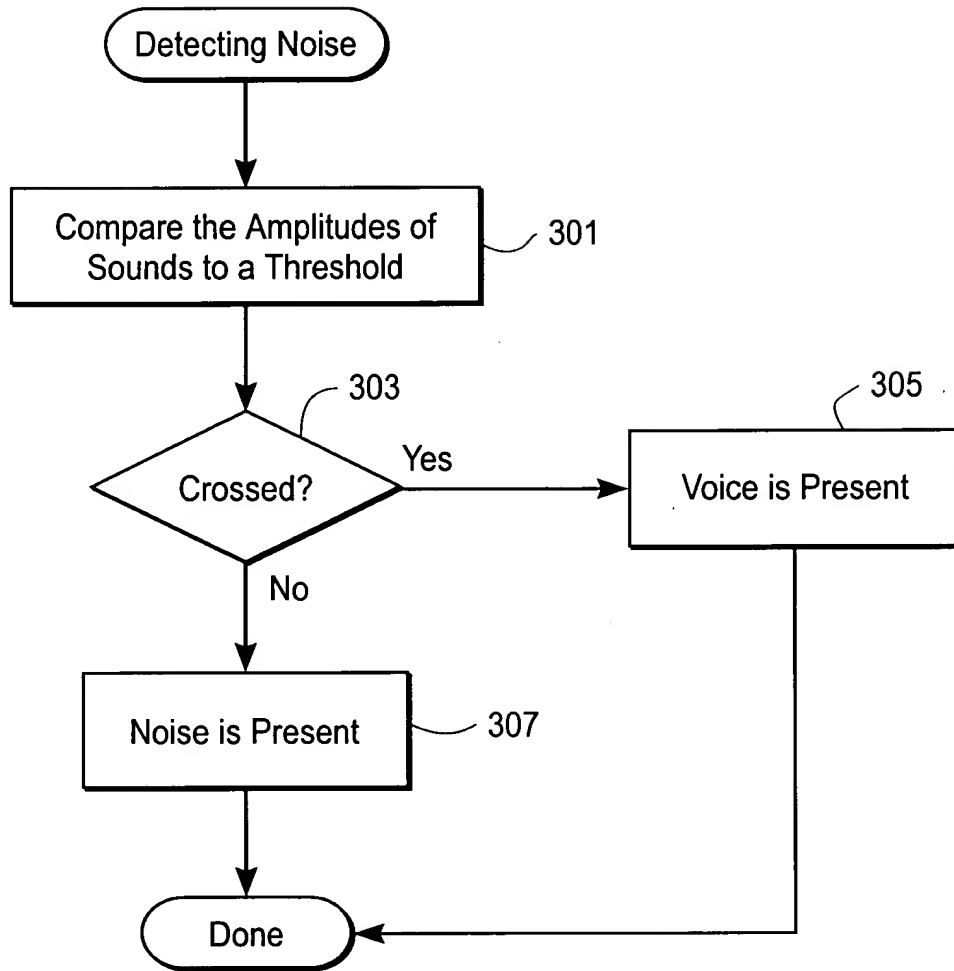 Detecting Noise
Compare the Amplitudes of
Sounds to a Threshold
301
303
Crossed?
Yes
305
Voice is Present
No
Noise is Present
307
Done